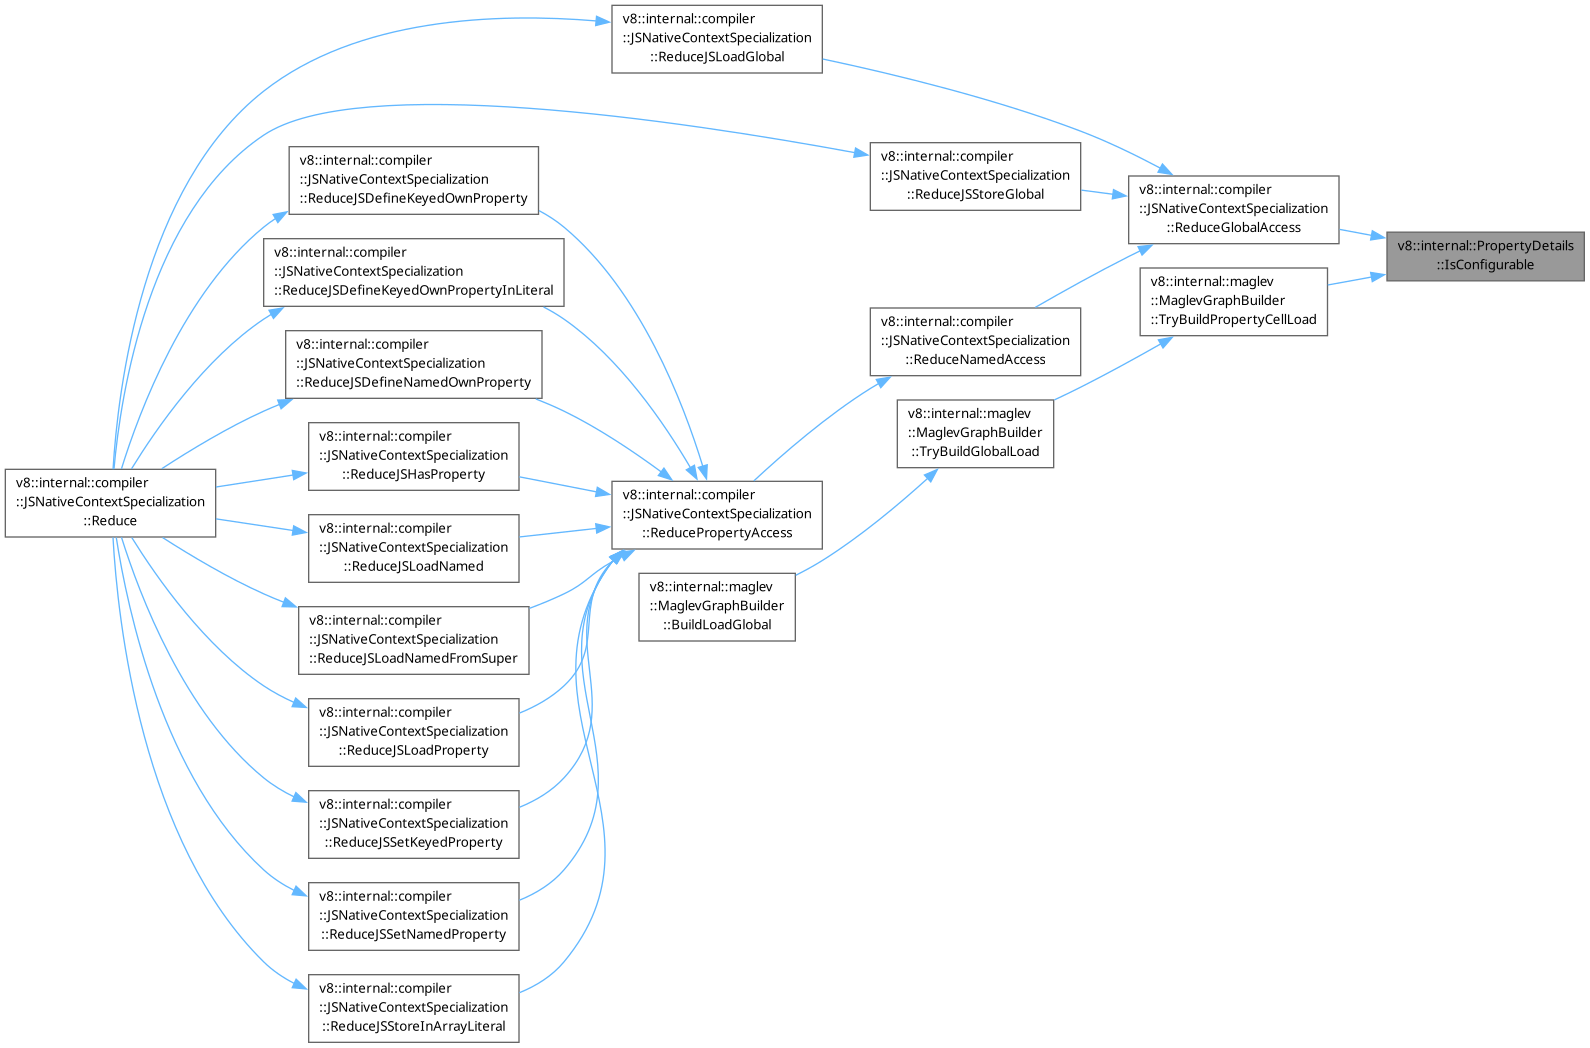 v8::internal::compiler
::JSNativeContextSpecialization
::ReduceJSLoadGlobal
v8::internal::compiler
::JSNativeContextSpecialization
::ReduceJSStoreGlobal
v8::internal::compiler
::JSNativeContextSpecialization
::ReduceJSDefineKeyedOwnProperty
v8::internal::compiler
::JSNativeContextSpecialization
::ReduceGlobalAccess
v8::internal::PropertyDetails
::IsConfigurable
v8::internal::compiler
::JSNativeContextSpecialization
::ReduceJSDefineKeyedOwnPropertyInLiteral
v8::internal::maglev
::MaglevGraphBuilder
::TryBuildPropertyCellLoad
v8::internal::compiler
::JSNativeContextSpecialization
::ReduceNamedAccess
v8::internal::compiler
::JSNativeContextSpecialization
::ReduceJSDefineNamedOwnProperty
v8::internal::maglev
::MaglevGraphBuilder
::TryBuildGlobalLoad
v8::internal::compiler
::JSNativeContextSpecialization
::ReduceJSHasProperty
v8::internal::compiler
::JSNativeContextSpecialization
::Reduce
v8::internal::compiler
::JSNativeContextSpecialization
::ReducePropertyAccess
v8::internal::compiler
::JSNativeContextSpecialization
::ReduceJSLoadNamed
v8::internal::maglev
::MaglevGraphBuilder
::BuildLoadGlobal
v8::internal::compiler
::JSNativeContextSpecialization
::ReduceJSLoadNamedFromSuper
v8::internal::compiler
::JSNativeContextSpecialization
::ReduceJSLoadProperty
v8::internal::compiler
::JSNativeContextSpecialization
::ReduceJSSetKeyedProperty
v8::internal::compiler
::JSNativeContextSpecialization
::ReduceJSSetNamedProperty
v8::internal::compiler
::JSNativeContextSpecialization
::ReduceJSStoreInArrayLiteral